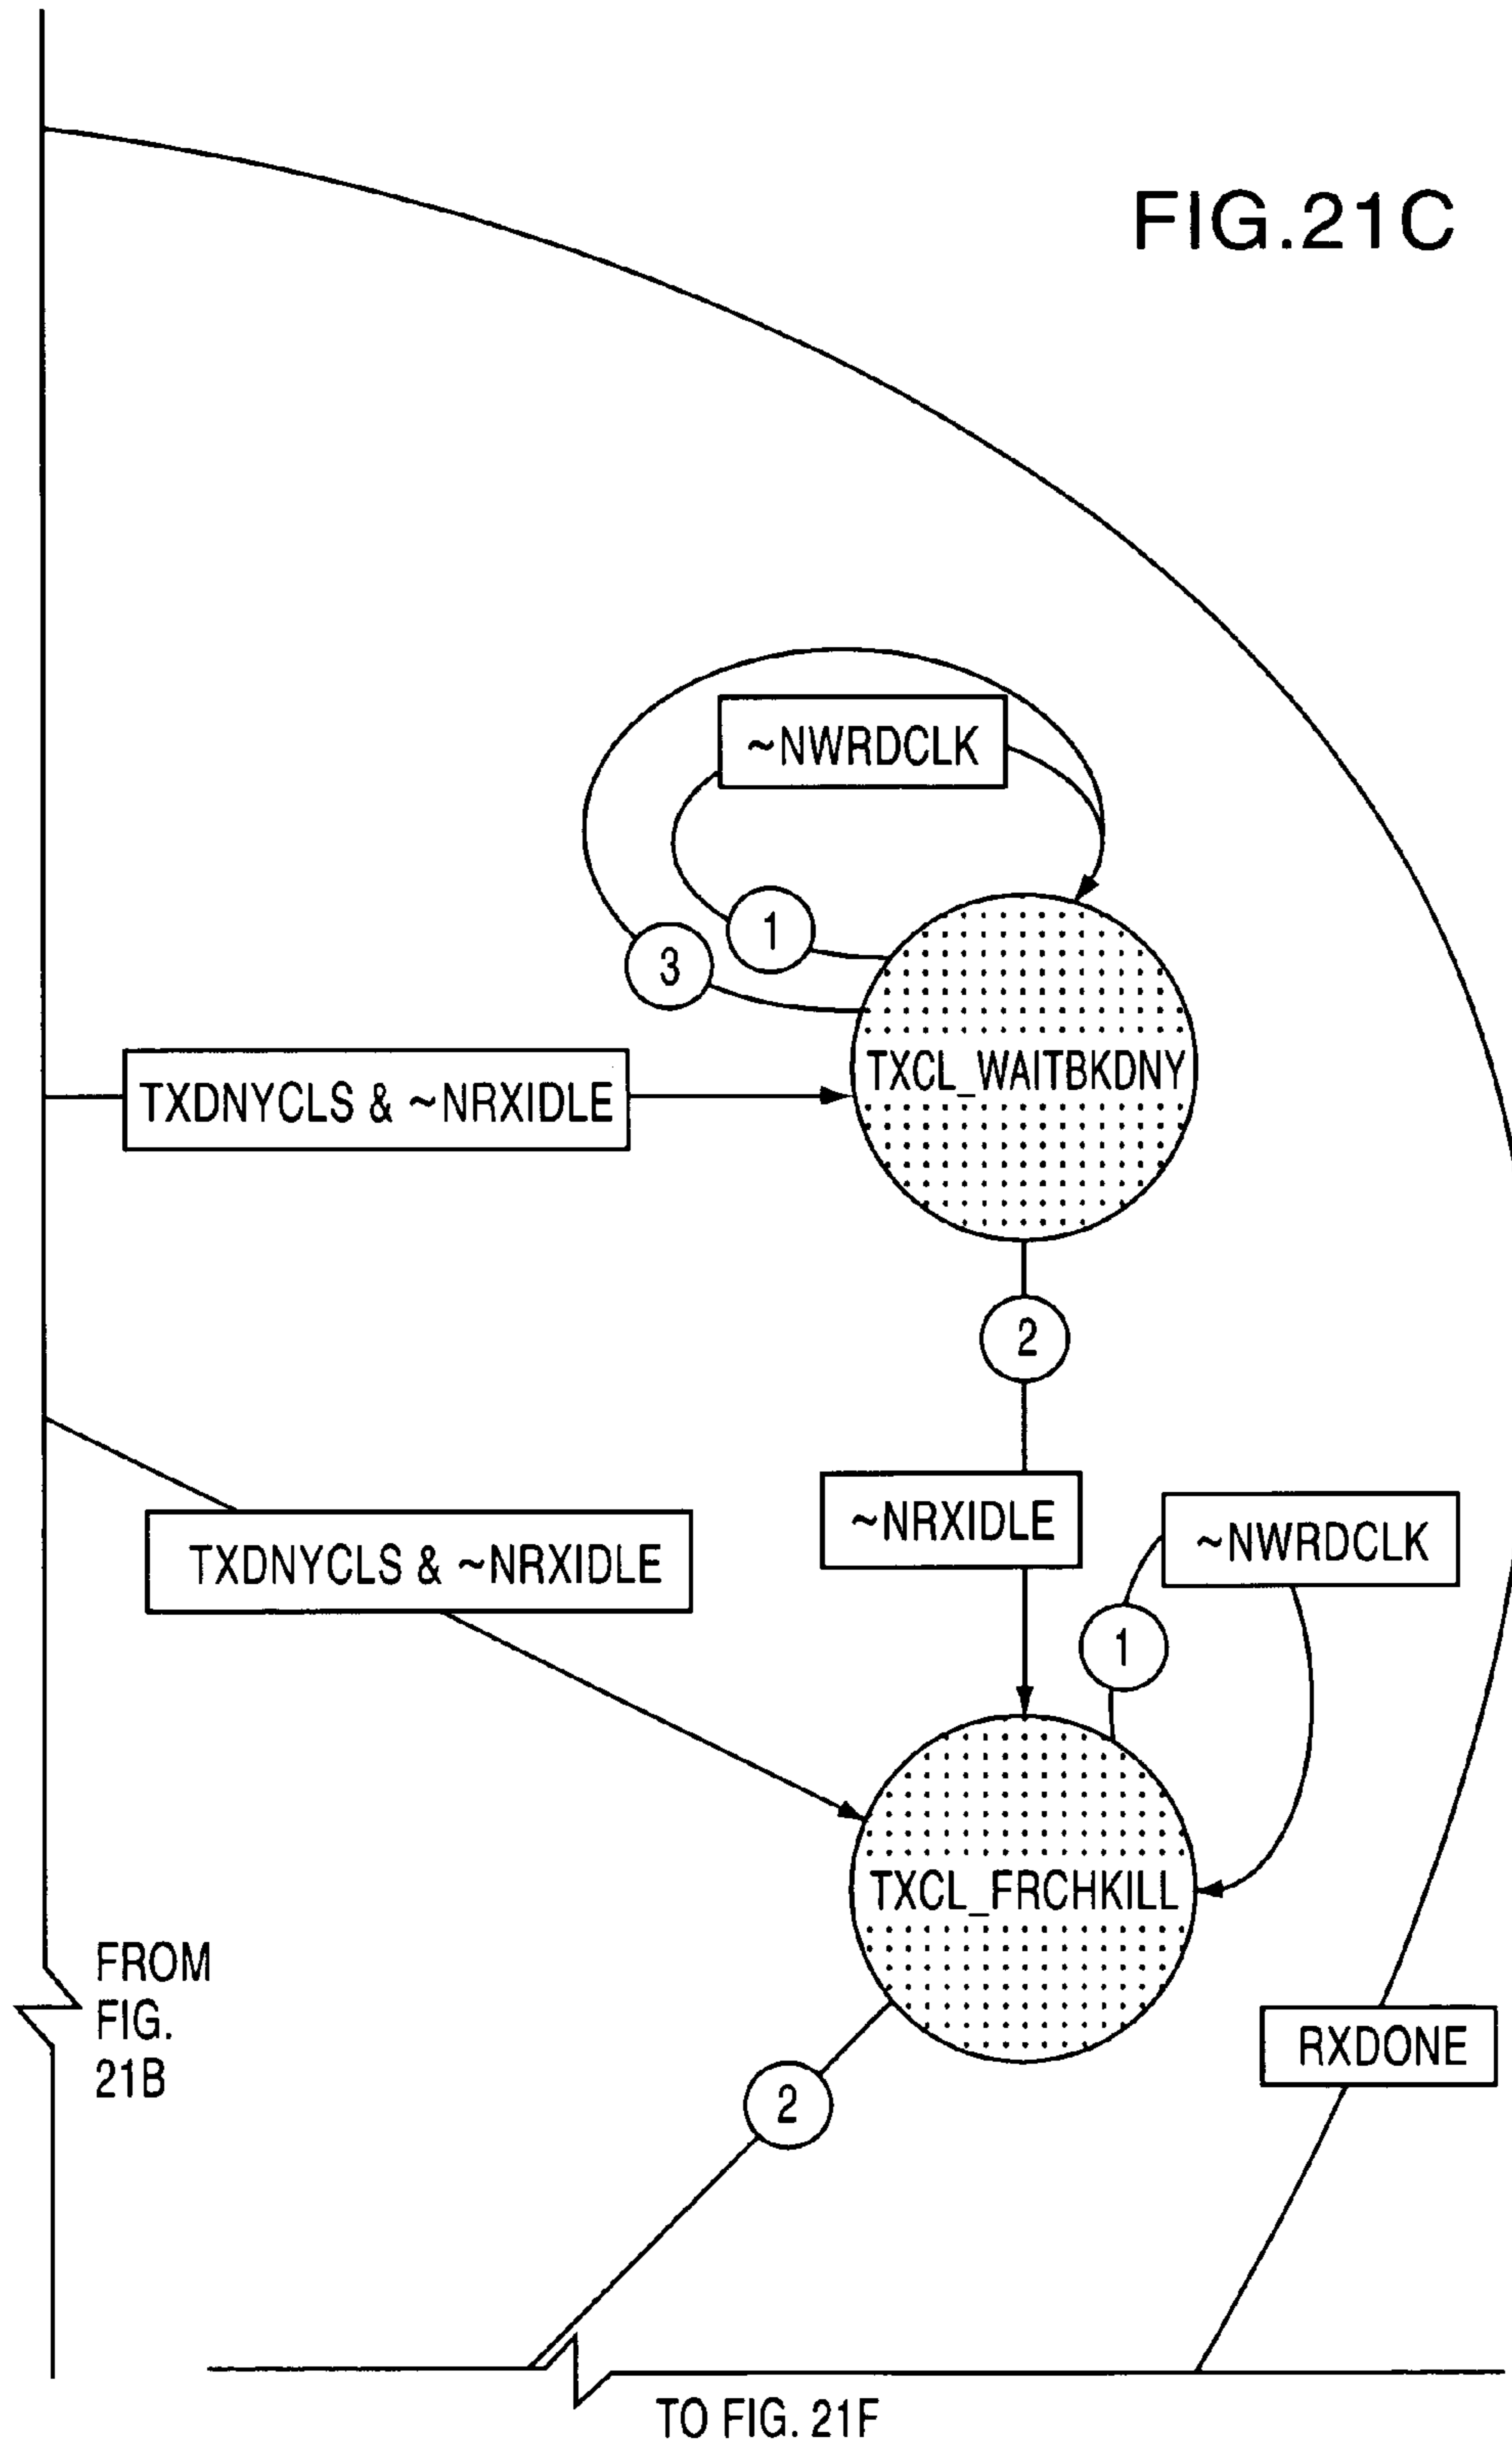 FIG.21C
~NWRDCLK
1
3
TXCL_WAITBKDNY
TXDNYCLS & ~NRXIDLE
2
~NRXIDLE
~NWRDCLK
TXDNYCLS & ~NRXIDLE
1
TXCL_FRCHKILL
FROM
FIG.
21B
RXDONE
2
TO FIG. 21F